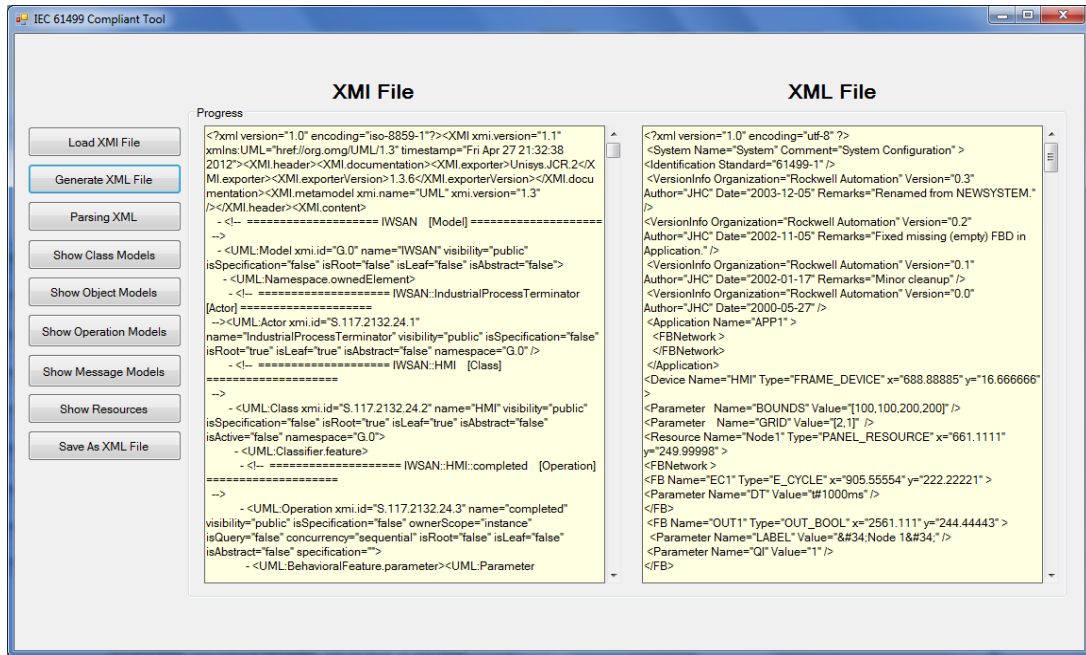 IEC 61499 Compliant Tool
XMI File
XML File
Progress
Load XMI File
Generate XML File
Parsing XML
Show Class Models
Show Object Models
Show Operation Models
Show Message Models
Show Resources
Save As XML File
<?xml version="1.0" encoding="iso-8859-1"?><XMI xmi.version="1.1"
xmlns:UML="href://org.omg/UML/1.3" timestamp="Fri Apr 27 21:32:38
2012"><XMI.header><XMI.documentation><XMI.exporter>Unisys.JCR.2</X
MI.exporter><XMI.exporterVersion>1.3.6</XMI.exporterVersion></XMI.docu
mentation><XMI.metamodel xmi.name="UML" xmi.version="1.3"
/></XMI.header><XMI.content>
- <!-- ==================== IWSAN [Model] ====================
-->
- <UML:Model xmi.id="G.0" name="IWSAN" visibility="public"
isSpecification="false" isRoot="false" isLeaf="false" isAbstract="false">
- <UML:Namespace.ownedElement>
- <!-- ==================== IWSAN::IndustrialProcessTerminator
[Actor] ====================
--><UML:Actor xmi.id="S.117.2132.24.1"
name="IndustrialProcessTerminator" visibility="public" isSpecification="false"
isRoot="true" isLeaf="true" isAbstract="false" namespace="G.0" />
- <!-- ==================== IWSAN::HMI [Class]
====================
-->
- <UML:Class xmi.id="S.117.2132.24.2" name="HMI" visibility="public"
isSpecification="false" isRoot="true" isLeaf="true" isAbstract="false"
isActive="false" namespace="G.0">
- <UML:Classifier.feature>
- <!-- ==================== IWSAN::HMI::completed [Operation]
====================
-->
- <UML:Operation xmi.id="S.117.2132.24.3" name="completed"
visibility="public" isSpecification="false" ownerScope="instance"
isQuery="false" concurrency="sequential" isRoot="false" isLeaf="false"
isAbstract="false" specification="">
- <UML:BehavioralFeature.parameter><UML:Parameter
<?xml version="1.0" encoding="utf-8" ?>
<System Name="System" Comment="System Configuration" >
<Identification Standard="61499-1" />
<VersionInfo Organization="Rockwell Automation" Version="0.3"
Author="JHC" Date="2003-12-05" Remarks="Renamed from NEWSYSTEM."
/>
<VersionInfo Organization="Rockwell Automation" Version="0.2"
Author="JHC" Date="2002-11-05" Remarks="Fixed missing (empty) FBD in
Application." />
<VersionInfo Organization="Rockwell Automation" Version="0.1"
Author="JHC" Date="2002-01-17" Remarks="Minor cleanup" />
<VersionInfo Organization="Rockwell Automation" Version="0.0"
Author="JHC" Date="2000-05-27" />
<Application Name="APP1" >
<FBNetwork >
</FBNetwork>
</Application>
<Device Name="HMI" Type="FRAME_DEVICE" x="688.88885" y="16.666666"
>
<Parameter Name="BOUNDS" Value="[100,100,200,200]" />
<Parameter Name="GRID" Value="[2,1]" />
<Resource Name="Node1" Type="PANEL_RESOURCE" x="661.1111"
y="249.99998" >
<FBNetwork >
<FB Name="EC1" Type="E_CYCLE" x="905.55554" y="222.22221" >
<Parameter Name="DT" Value="t#1000ms" />
</FB>
<FB Name="OUT1" Type="OUT_BOOL" x="2561.111" y="244.44443" >
<Parameter Name="LABEL" Value="&#34;Node 1&#34;" />
<Parameter Name="QI" Value="1" />
</FB>